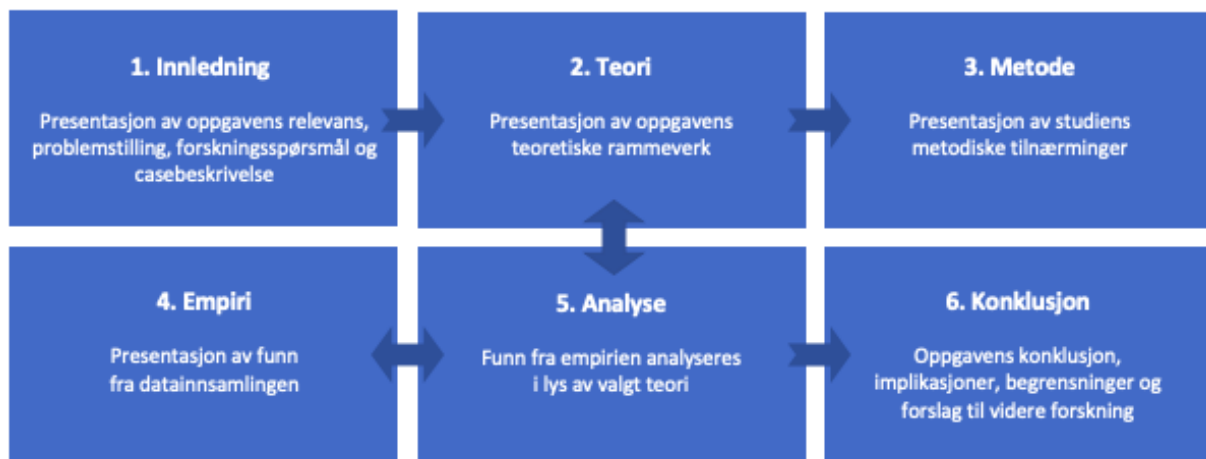 1. Innledning
Presentasjon av oppgavens relevans,
problemstilling, forskningsspørsmål og
casebeskrivelse
2. Teori
Presentasjon av oppgavens
teoretiske rammeverk
3. Metode
Presentasjon av studiens
metodiske tilnærminger
4. Empiri
Presentasjon av funn
fra datainnsamlingen
5. Analyse
Funn fra empirien analyseres
i lys av valgt teori
6. Konklusjon
Oppgavens konklusjon,
implikasjoner, begrensninger og
forslag til videre forskning